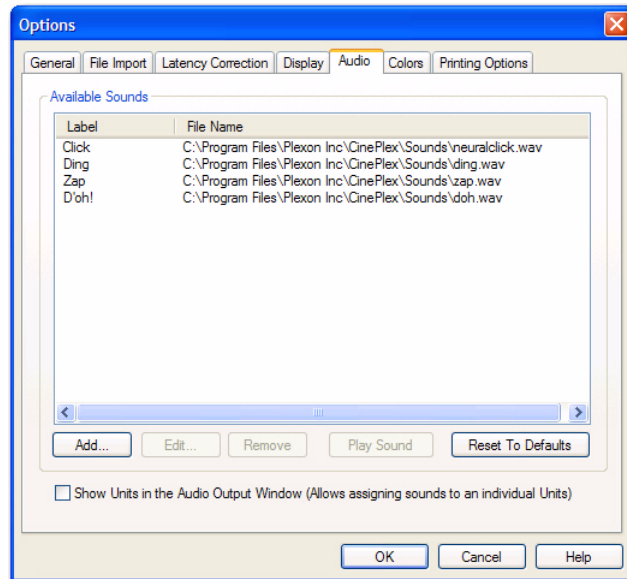 Options
General File Import Latency Correction Display Audio Colors Printing Options
Available Sounds
Label File Name
Click C:\Program Files\Plexon Inc\CinePlex\Sounds\neuralclick.wav
Ding C:\Program Files\Plexon Inc\CinePlex\Sounds\ding.wav
Zap C:\Program Files\Plexon Inc\CinePlex\Sounds\zap.wav
D'oh! C:\Program Files\Plexon Inc\CinePlex\Sounds\doh.wav
Add... Edit... Remove Play Sound Reset To Defaults
Show Units in the Audio Output Window (Allows assigning sounds to an individual Units)
OK Cancel Help